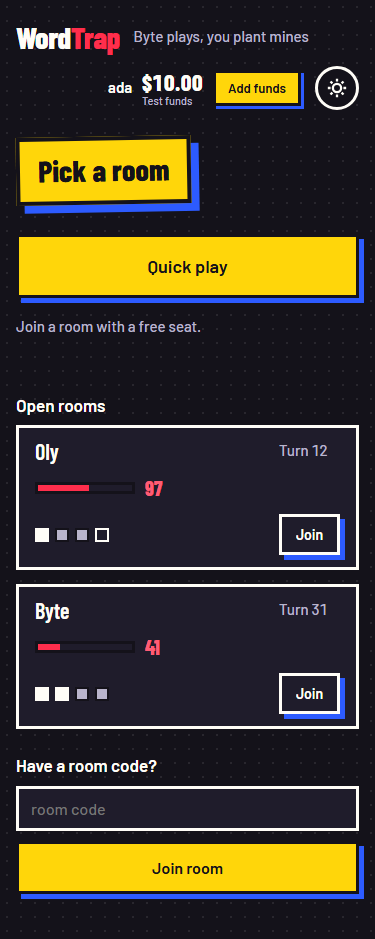 WordTrap Byte plays, you plant mines
ada $10.00 Add funds
Test funds
Pick a room
Quick play
Join a room with a free seat.
Open rooms
Oly Turn 12
97
Join
Byte Turn 31
41
Join
Have a room code?
room code
Join room